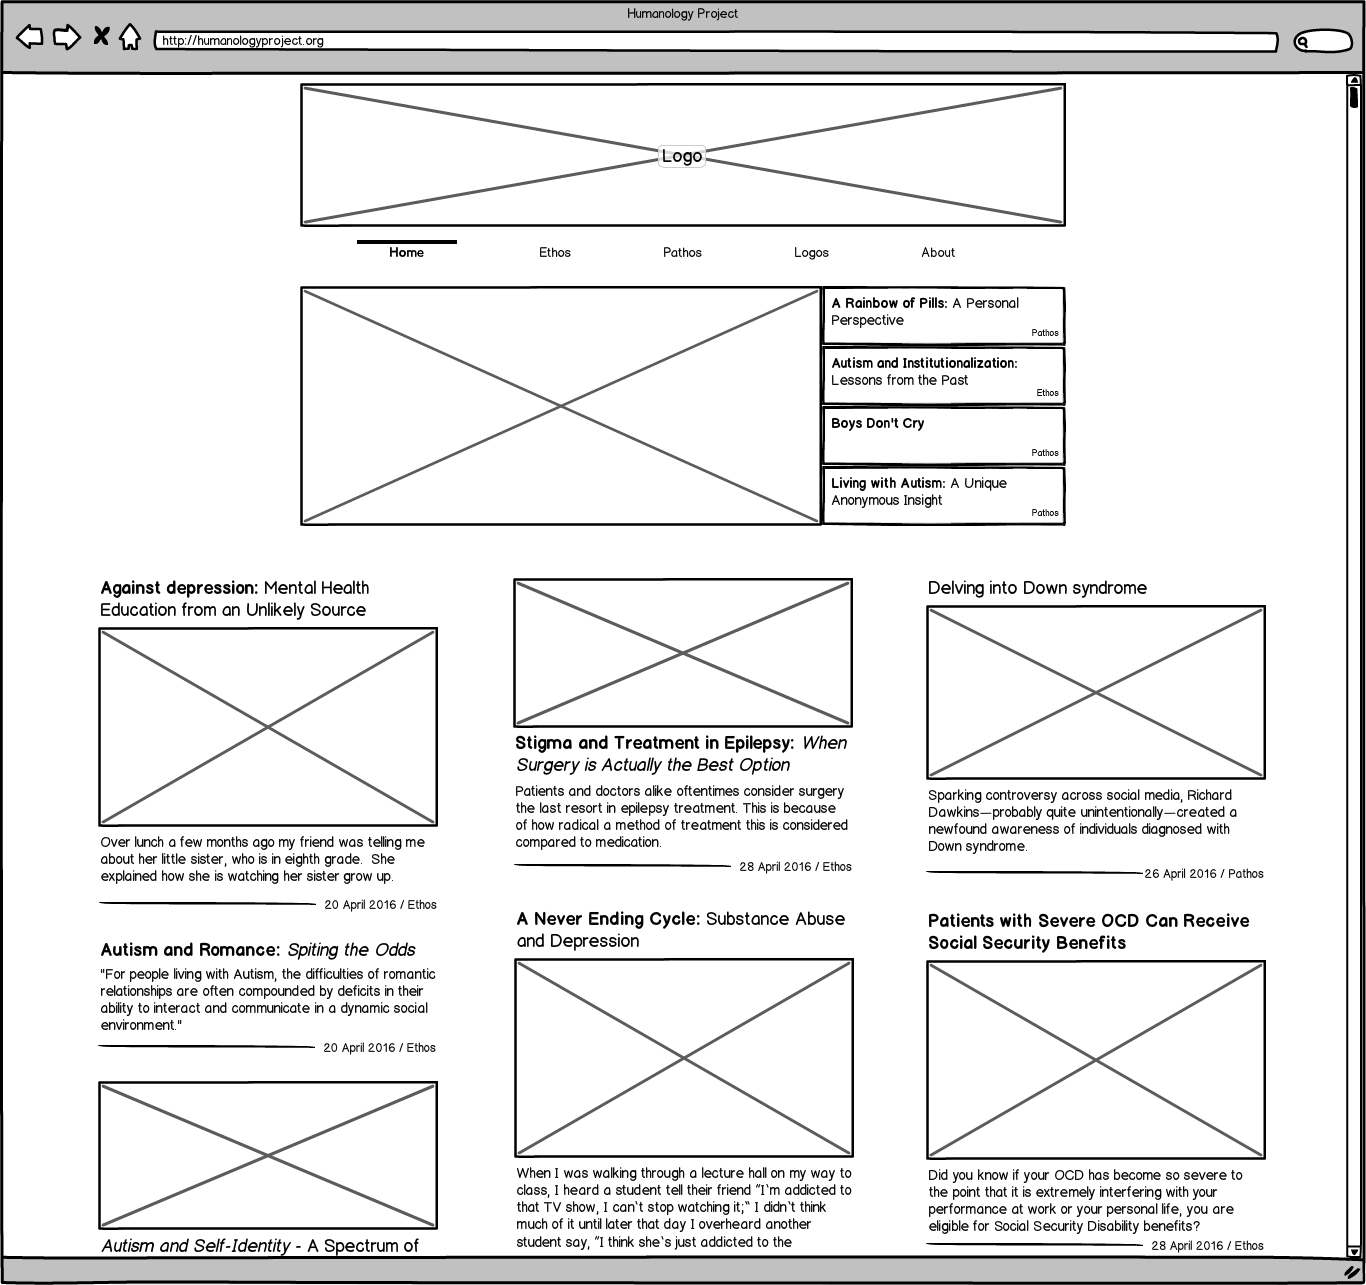 Humanology Project
http://humanologyproject.org
Logo
Home Ethos Pathos Logos About
A Rainbow of Pills: A Personal
Perspective
Pathos
Autism and Institutionalization:
Lessons from the Past
Ethos
Boys Don't Cry
Pathos
Living with Autism: A Unique
Anonymous Insight
Pathos
Against depression: Mental Health
Education from an Unlikely Source
Over lunch a few months ago my friend was telling me
about her little sister, who is in eighth grade.  She
explained how she is watching her sister grow up.
20 April 2016 / Ethos
Autism and Romance: Spiting the Odds
"For people living with Autism, the difficulties of romantic
relationships are often compounded by deficits in their
ability to interact and communicate in a dynamic social
environment."
20 April 2016 / Ethos
Autism and Self-Identity - A Spectrum of
Stigma and Treatment in Epilepsy: When
Surgery is Actually the Best Option
Patients and doctors alike oftentimes consider surgery
the last resort in epilepsy treatment. This is because
of how radical a method of treatment this is considered
compared to medication.
28 April 2016 / Ethos
A Never Ending Cycle: Substance Abuse
and Depression
When I was walking through a lecture hall on my way to
class, I heard a student tell their friend “I‘m addicted to
that TV show, I can‘t stop watching it;“ I didn‘t think
much of it until later that day I overheard another
student say, “I think she‘s just addicted to the
Delving into Down syndrome
Sparking controversy across social media, Richard
Dawkins—probably quite unintentionally—created a
newfound awareness of individuals diagnosed with
Down syndrome.
26 April 2016 / Pathos
Patients with Severe OCD Can Receive
Social Security Benefits
Did you know if your OCD has become so severe to
the point that it is extremely interfering with your
performance at work or your personal life, you are
eligible for Social Security Disability benefits?
28 April 2016 / Ethos